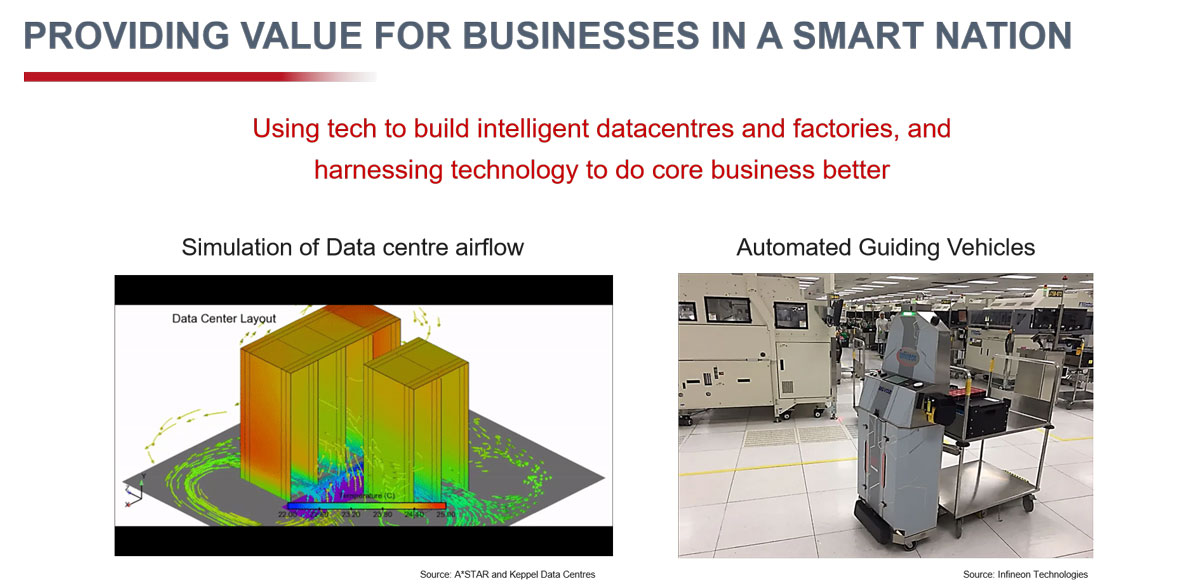 PROVIDING VALUE FOR BUSINESSES IN A SMART NATION
Using tech to build intelligent datacentres and factories, and
harnessing technology to do core business better
Simulation of Data centre airflow
Automated Guiding Vehicles
Data Center Layout
Temperature (C)
22.00 23.20 23.80 24.40 25.00
Source: A*STAR and Keppel Data Centres
Source: Infineon Technologies